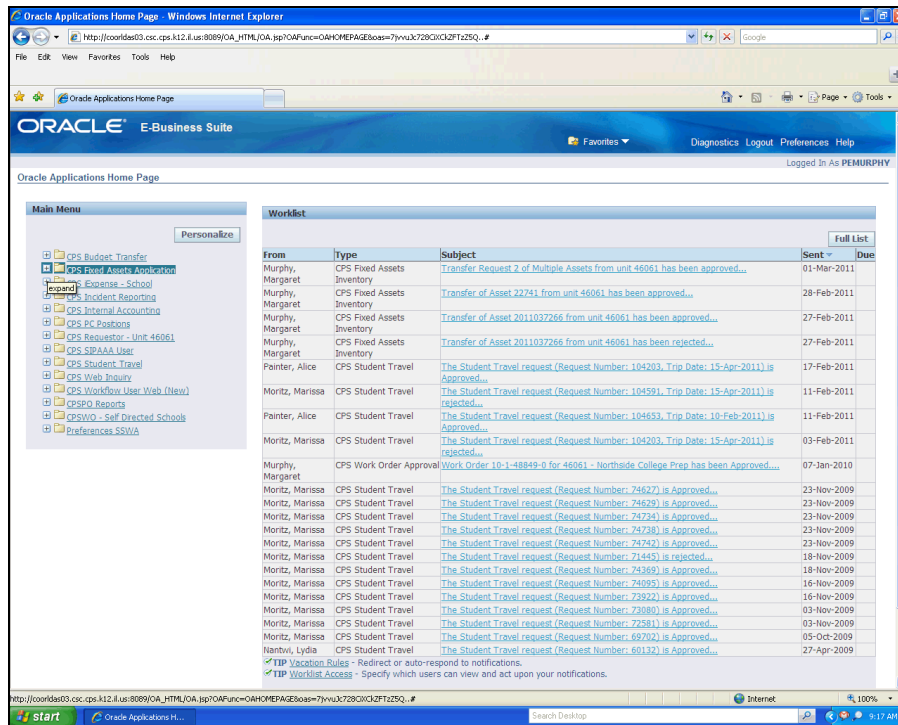 Oracle Applications Home Page - Windows Internet Explorer
http://coorldas03.csc.cps.k12.il.us:8089/OA_HTML/OA.jsp?OAFunc=OAHOMEPAGE&oas=7jvvuJc728CiXCkZFTzZ5Q..#
Google
File Edit View Favorites Tools Help
Oracle Applications Home Page
Page Tools
ORACLE® E-Business Suite
Favorites
Diagnostics Logout Preferences Help
Logged In As PEMURPHY
Oracle Applications Home Page
Main Menu
Personalize
CPS Budget Transfer
CPS Fixed Assets Application
iExpense - School
expand
CPS Incident Reporting
CPS Internal Accounting
CPS PC Positions
CPS Requestor - Unit 46061
CPS SIPAAA User
CPS Student Travel
CPS Web Inquiry
CPS Workflow User Web (New)
CPSPO Reports
CPSWO - Self Directed Schools
Preferences SSWA
Worklist
Full List
From Type Subject Sent Due
Murphy, Margaret CPS Fixed Assets Inventory Transfer Request 2 of Multiple Assets from unit 46061 has been approved... 01-Mar-2011
Murphy, Margaret CPS Fixed Assets Inventory Transfer of Asset 22741 from unit 46061 has been approved... 28-Feb-2011
Murphy, Margaret CPS Fixed Assets Inventory Transfer of Asset 2011037266 from unit 46061 has been approved... 27-Feb-2011
Murphy, Margaret CPS Fixed Assets Inventory Transfer of Asset 2011037266 from unit 46061 has been rejected... 27-Feb-2011
Painter, Alice CPS Student Travel The Student Travel request (Request Number: 104203, Trip Date: 15-Apr-2011) is Approved... 17-Feb-2011
Moritz, Marissa CPS Student Travel The Student Travel request (Request Number: 104591, Trip Date: 15-Apr-2011) is rejected... 11-Feb-2011
Painter, Alice CPS Student Travel The Student Travel request (Request Number: 104653, Trip Date: 10-Feb-2011) is Approved... 11-Feb-2011
Moritz, Marissa CPS Student Travel The Student Travel request (Request Number: 104203, Trip Date: 15-Apr-2011) is rejected... 03-Feb-2011
Murphy, Margaret CPS Work Order Approval Work Order 10-1-48849-0 for 46061 - Northside College Prep has been Approved.... 07-Jan-2010
Moritz, Marissa CPS Student Travel The Student Travel request (Request Number: 74627) is Approved... 23-Nov-2009
Moritz, Marissa CPS Student Travel The Student Travel request (Request Number: 74629) is Approved... 23-Nov-2009
Moritz, Marissa CPS Student Travel The Student Travel request (Request Number: 74734) is Approved... 23-Nov-2009
Moritz, Marissa CPS Student Travel The Student Travel request (Request Number: 74738) is Approved... 23-Nov-2009
Moritz, Marissa CPS Student Travel The Student Travel request (Request Number: 74742) is Approved... 23-Nov-2009
Moritz, Marissa CPS Student Travel The Student Travel request (Request Number: 71445) is rejected... 18-Nov-2009
Moritz, Marissa CPS Student Travel The Student Travel request (Request Number: 74369) is Approved... 18-Nov-2009
Moritz, Marissa CPS Student Travel The Student Travel request (Request Number: 74095) is Approved... 16-Nov-2009
Moritz, Marissa CPS Student Travel The Student Travel request (Request Number: 73922) is Approved... 16-Nov-2009
Moritz, Marissa CPS Student Travel The Student Travel request (Request Number: 73080) is Approved... 03-Nov-2009
Moritz, Marissa CPS Student Travel The Student Travel request (Request Number: 72581) is Approved... 03-Nov-2009
Moritz, Marissa CPS Student Travel The Student Travel request (Request Number: 69702) is Approved... 05-Oct-2009
Nantwi, Lydia CPS Student Travel The Student Travel request (Request Number: 60132) is Approved... 27-Apr-2009
TIP Vacation Rules - Redirect or auto-respond to notifications.
TIP Worklist Access - Specify which users can view and act upon your notifications.
http://coorldas03.csc.cps.k12.il.us:8089/OA_HTML/OA.jsp?OAFunc=OAHOMEPAGE&oas=7jvvuJc728CiXCkZFTzZ5Q..#
Internet
100%
start
Oracle Applications H...
Search Desktop
9:17 AM